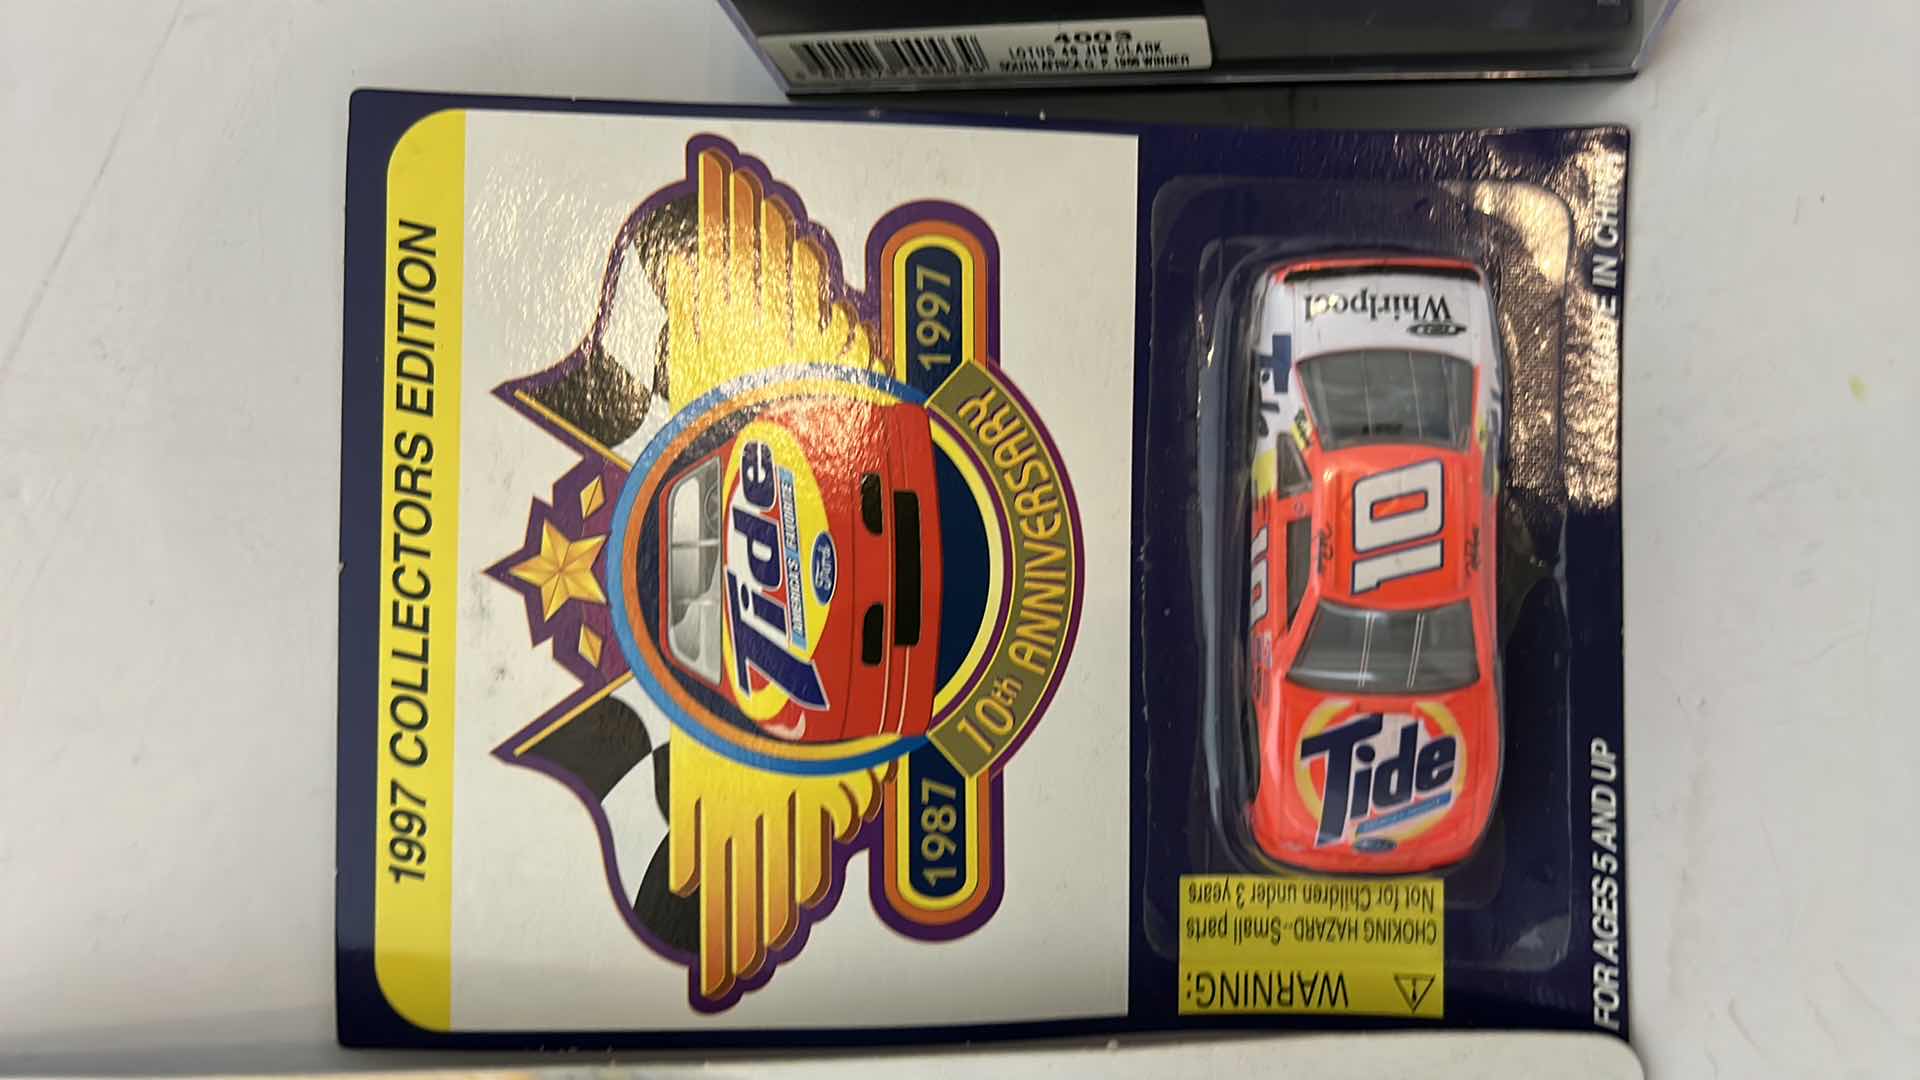 4003
LOTUS 49 JIM CLARK
SOUTH AFRICA G. P. 1968 WINNER
1997 COLLECTORS EDITION
Tide
AMERICA'S FAVORITE
Ford
1987
1997
10th ANNIVERSARY
Whirlpool
10
Tide
WARNING:
CHOKING HAZARD--Small parts
Not for Children under 3 years
FOR AGES 5 AND UP
MADE IN CHINA